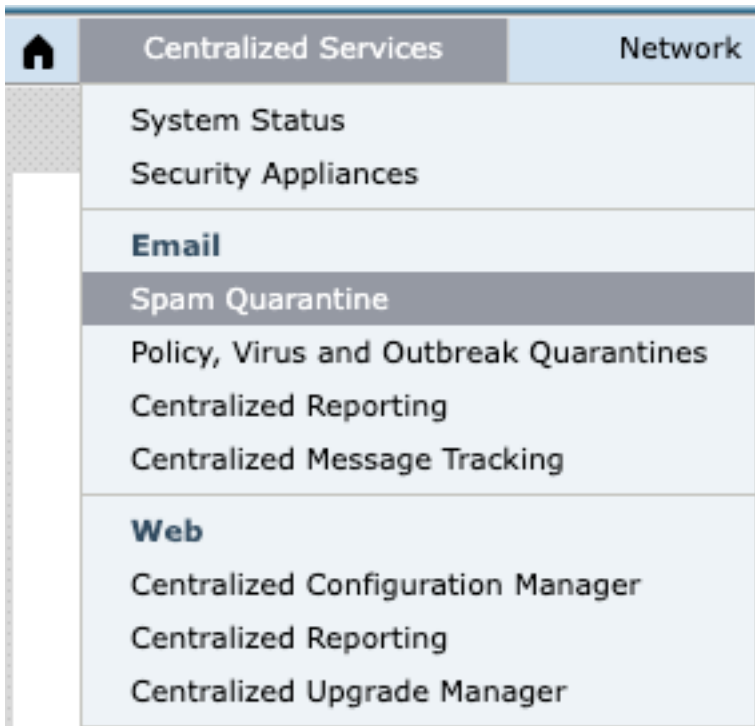 Centralized Services Network
System Status
Security Appliances
Email
Spam Quarantine
Policy, Virus and Outbreak Quarantines
Centralized Reporting
Centralized Message Tracking
Web
Centralized Configuration Manager
Centralized Reporting
Centralized Upgrade Manager